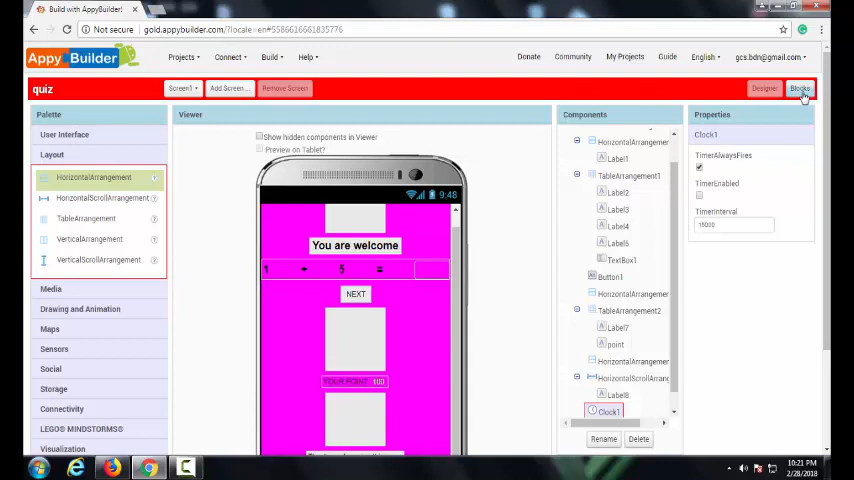 Build with AppyBuilder!
Not secure | gold.appybuilder.com/?locale=en#5586616661835776
AppyBuilder
Projects
Connect
Build
Help
Donate
Community
My Projects
Guide
English
gcs.bdn@gmail.com
quiz
Screen1
Add Screen...
Remove Screen
Designer
Blocks
Palette
Viewer
Components
Properties
User Interface
Layout
HorizontalArrangement
HorizontalScrollArrangement
TableArrangement
VerticalArrangement
VerticalScrollArrangement
Media
Drawing and Animation
Maps
Sensors
Social
Storage
Connectivity
LEGO® MINDSTORMS®
Visualization
Show hidden components in Viewer
Preview on Tablet?
9:48
You are welcome
1 + 5 =
NEXT
YOUR POINT 100
HorizontalArrangemen
Label1
TableArrangement1
Label2
Label3
Label4
Label5
TextBox1
Button1
HorizontalArrangemen
TableArrangement2
Label7
point
HorizontalArrangemen
HorizontalScrollArrang
Label8
Clock1
Rename
Delete
Clock1
TimerAlwaysFires
TimerEnabled
TimerInterval
15000
10:21 PM
2/28/2018